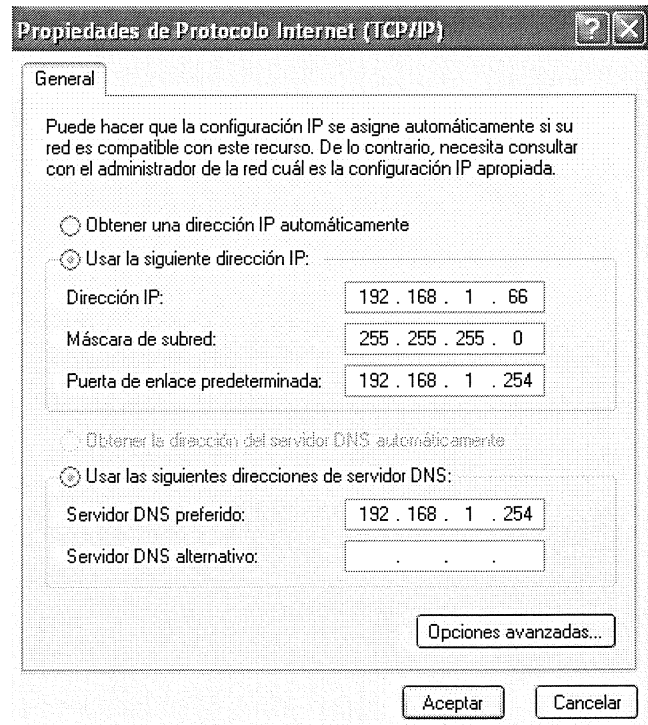 Propiedades de Protocolo Internet (TCP/IP)
General
Puede hacer que la configuración IP se asigne automáticamente si su
red es compatible con este recurso. De lo contrario, necesita consultar
con el administrador de la red cuál es la configuración IP apropiada.
Obtener una dirección IP automáticamente
Usar la siguiente dirección IP:
Dirección IP: 192 . 168 . 1 . 66
Máscara de subred: 255 . 255 . 255 . 0
Puerta de enlace predeterminada: 192 . 168 . 1 . 254
Obtener la dirección del servidor DNS automáticamente
Usar las siguientes direcciones de servidor DNS:
Servidor DNS preferido: 192 . 168 . 1 . 254
Servidor DNS alternativo: . . .
Opciones avanzadas...
Aceptar Cancelar